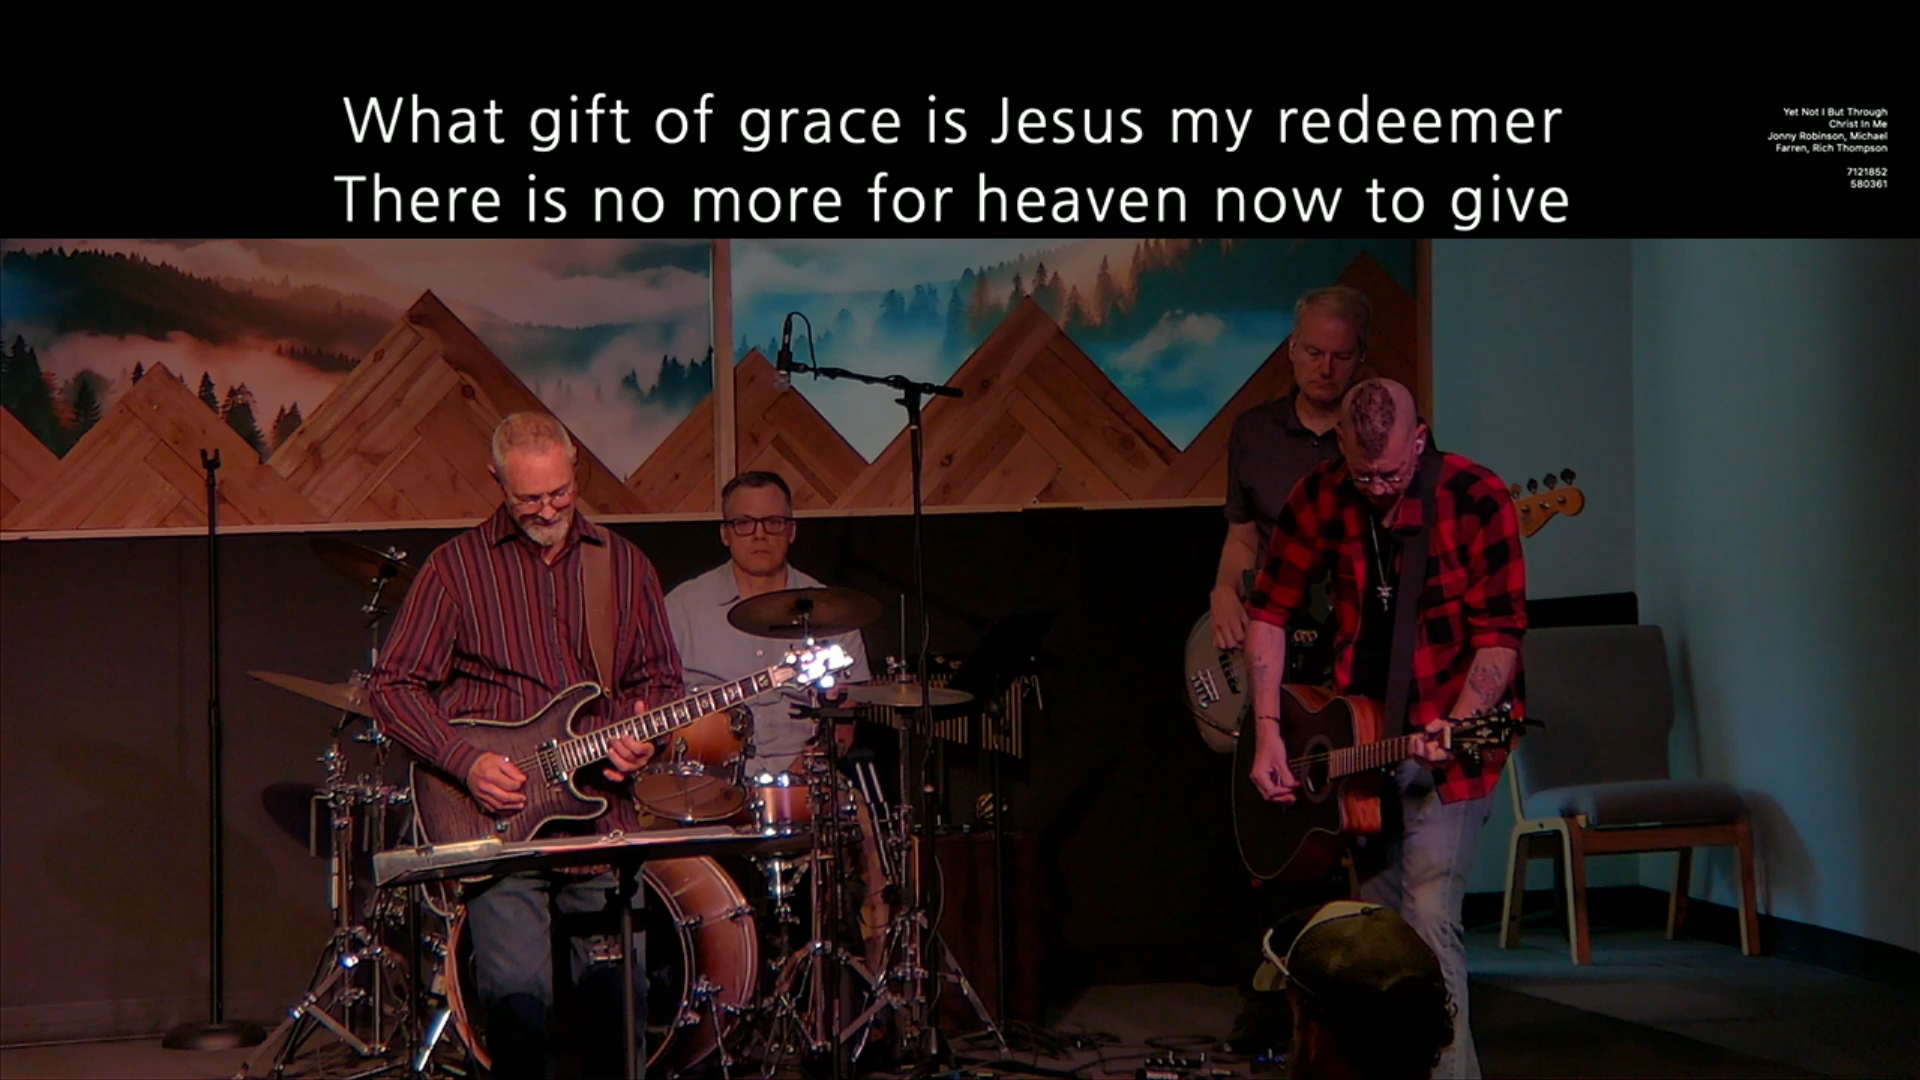 What gift of grace is Jesus my redeemer
There is no more for heaven now to give
Yet Not I But Through
Christ In Me
Jonny Robinson, Michael
Farren, Rich Thompson
7121852
580361